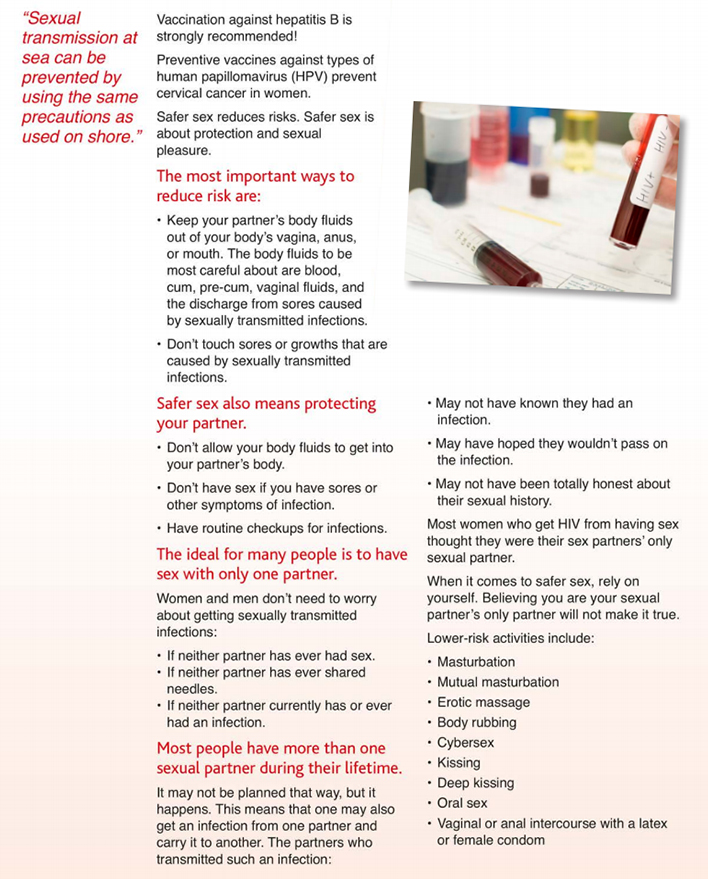 “Sexual
transmission at
sea can be
prevented by
using the same
precautions as
used on shore.”
Vaccination against hepatitis B is
strongly recommended!
Preventive vaccines against types of
human papillomavirus (HPV) prevent
cervical cancer in women.
Safer sex reduces risks. Safer sex is
about protection and sexual
pleasure.
The most important ways to
reduce risk are:
• Keep your partner’s body fluids
out of your body’s vagina, anus,
or mouth. The body fluids to be
most careful about are blood,
cum, pre-cum, vaginal fluids, and
the discharge from sores caused
by sexually transmitted infections.
• Don’t touch sores or growths that are
caused by sexually transmitted
infections.
Safer sex also means protecting
your partner.
• Don’t allow your body fluids to get into
your partner’s body.
• Don’t have sex if you have sores or
other symptoms of infection.
• Have routine checkups for infections.
The ideal for many people is to have
sex with only one partner.
Women and men don’t need to worry
about getting sexually transmitted
infections:
• If neither partner has ever had sex.
• If neither partner has ever shared
needles.
• If neither partner currently has or ever
had an infection.
Most people have more than one
sexual partner during their lifetime.
It may not be planned that way, but it
happens. This means that one may also
get an infection from one partner and
carry it to another. The partners who
transmitted such an infection:
HIV+ HIV-
• May not have known they had an
infection.
• May have hoped they wouldn’t pass on
the infection.
• May not have been totally honest about
their sexual history.
Most women who get HIV from having sex
thought they were their sex partners’ only
sexual partner.
When it comes to safer sex, rely on
yourself. Believing you are your sexual
partner’s only partner will not make it true.
Lower-risk activities include:
• Masturbation
• Mutual masturbation
• Erotic massage
• Body rubbing
• Cybersex
• Kissing
• Deep kissing
• Oral sex
• Vaginal or anal intercourse with a latex
or female condom